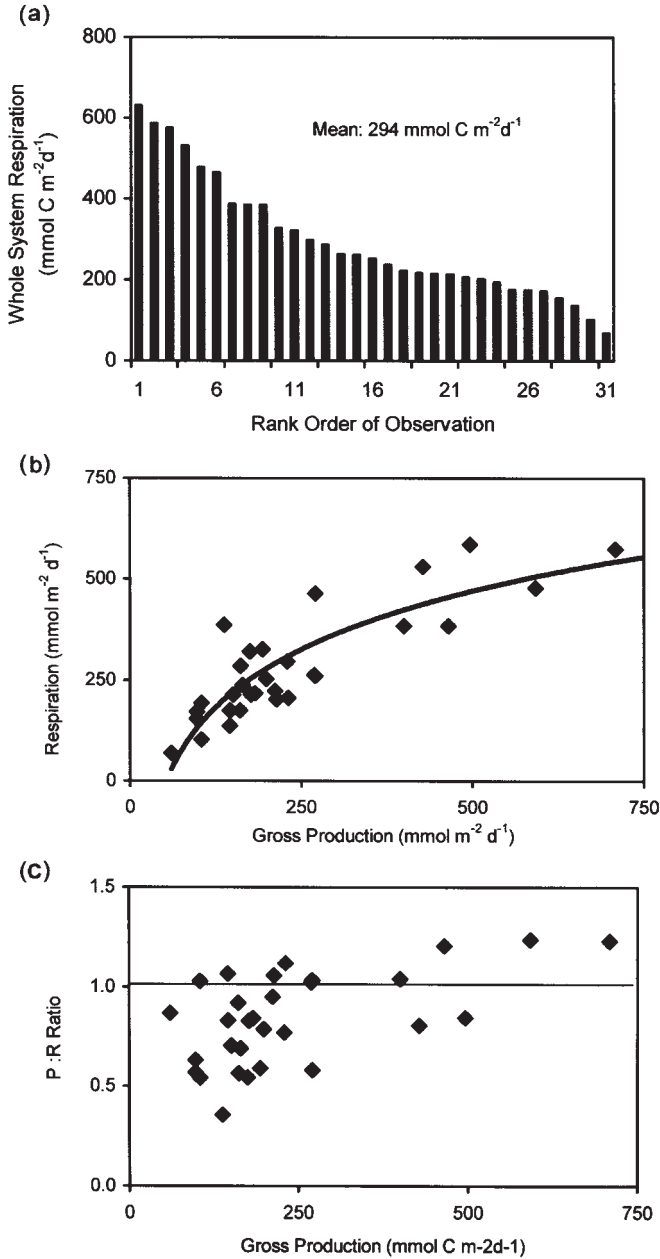 (a)
800
600
400
200
0
Whole System Respiration
(mmol C m⁻²d⁻¹)
Mean: 294 mmol C m⁻²d⁻¹
1 6 11 16 21 26 31
Rank Order of Observation
(b)
750
500
250
0
Respiration (mmol m⁻² d⁻¹)
0 250 500 750
Gross Production (mmol m⁻² d⁻¹)
(c)
1.5
1.0
0.5
0.0
P:R Ratio
0 250 500 750
Gross Production (mmol C m-2d-1)